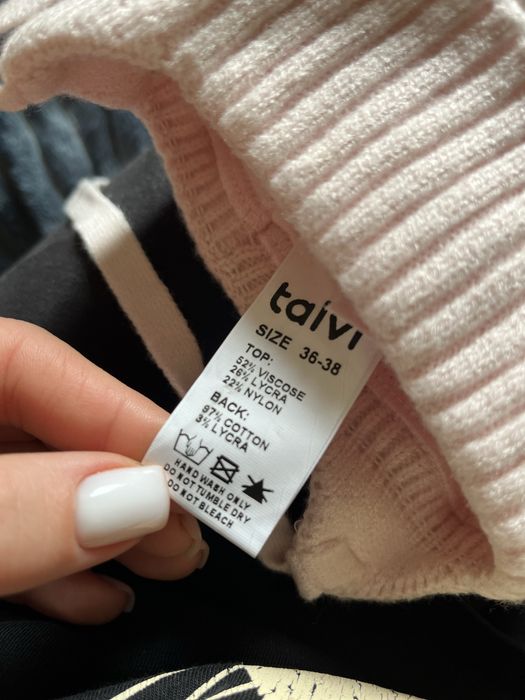 taivi
SIZE 36-38
TOP:
52% VISCOSE
26% LYCRA
22% NYLON
BACK:
97% COTTON
3% LYCRA
HAND WASH ONLY
DO NOT TUMBLE DRY
DO NOT BLEACH